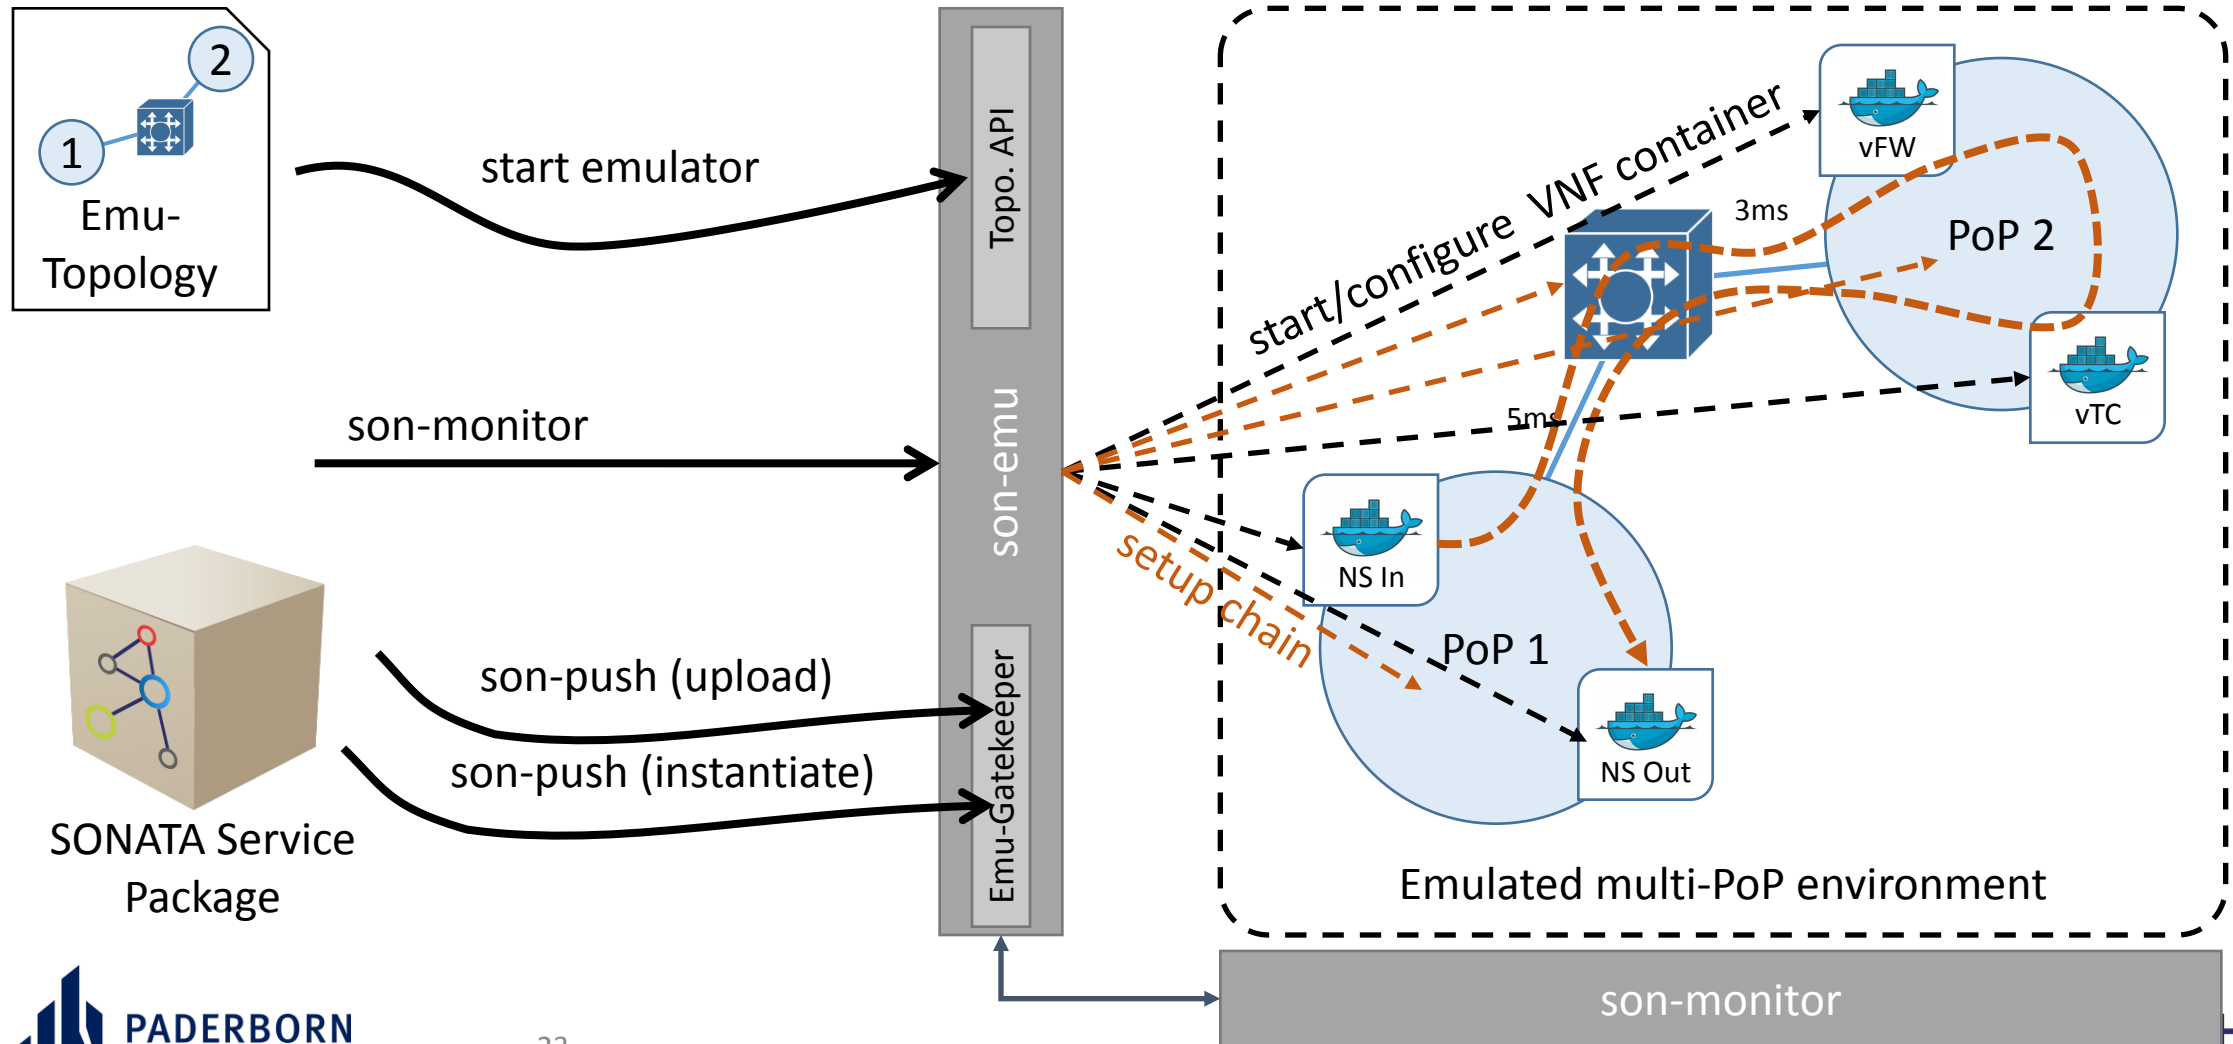 2
1
Emu-
Topology
start emulator
son-monitor
son-push (upload)
son-push (instantiate)
SONATA Service
Package
Topo. API
son-emu
Emu-Gatekeeper
start/configure VNF container
setup chain
vFW
3ms
PoP 2
vTC
5ms
NS In
PoP 1
NS Out
Emulated multi-PoP environment
son-monitor
PADERBORN